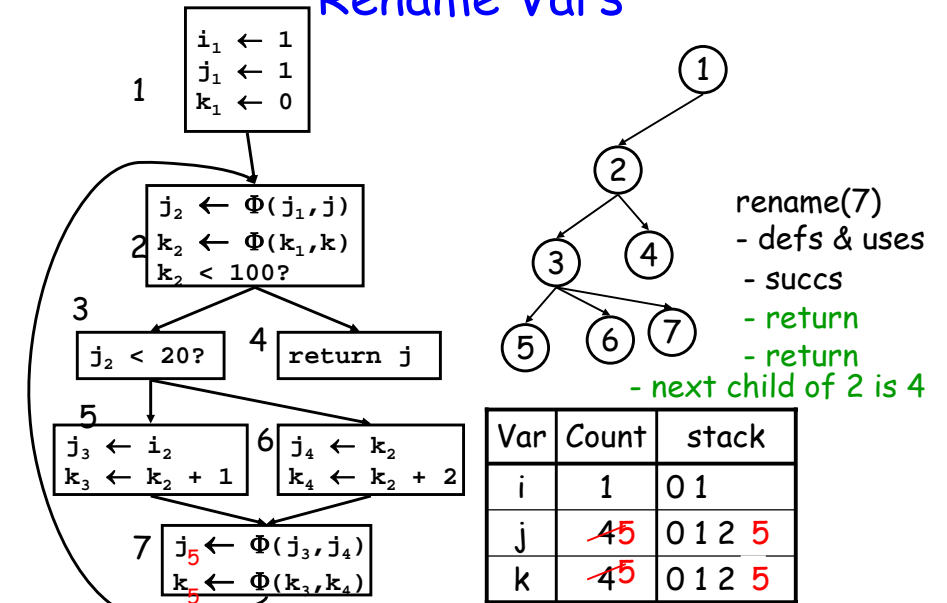 Rename Vars
1
i₁ ← 1
j₁ ← 1
k₁ ← 0
2
j₂ ← Φ(j₁,j)
k₂ ← Φ(k₁,k)
k₂ < 100?
3
j₂ < 20?
4
return j
5
j₃ ← i₂
k₃ ← k₂ + 1
6
j₄ ← k₂
k₄ ← k₂ + 2
7
j₅ ← Φ(j₃,j₄)
k₅ ← Φ(k₃,k₄)
1
2
3
4
5
6
7
rename(7)
- defs & uses
- succs
- return
- return
- next child of 2 is 4
Var Count stack
i 1 0 1
j 4 5 0 1 2 5
k 4 5 0 1 2 5